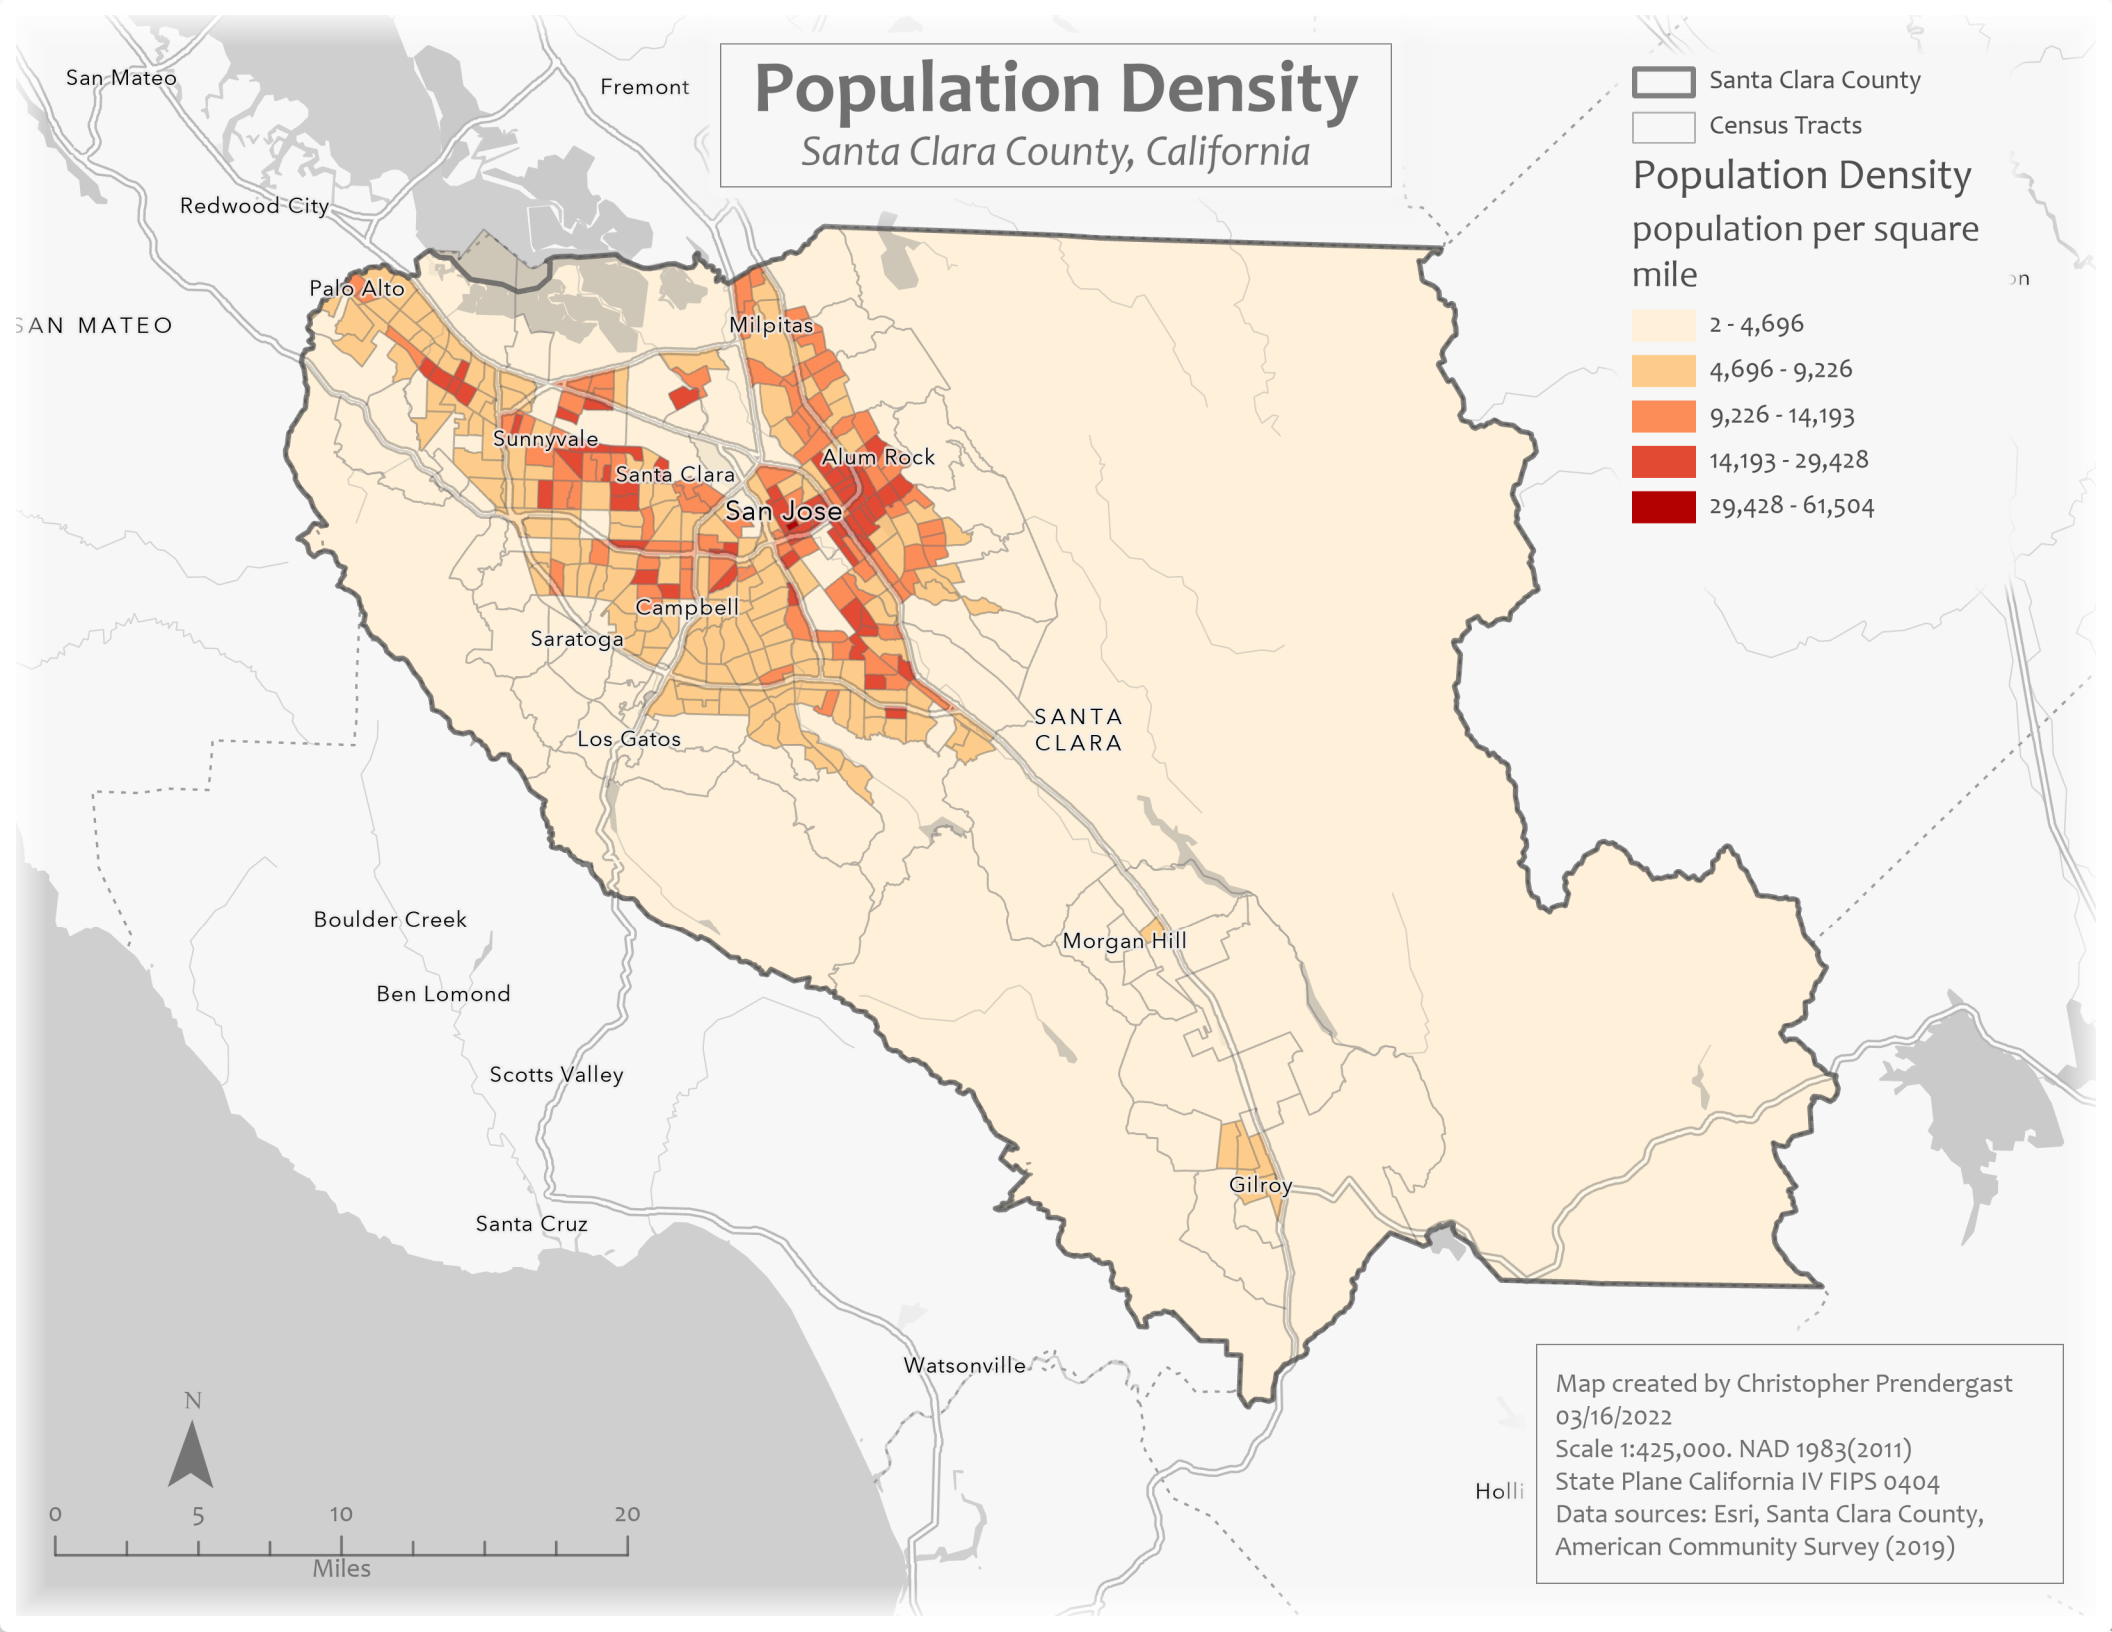 Population Density
Santa Clara County, California
Santa Clara County
Census Tracts
Population Density
population per square
mile
2 - 4,696
4,696 - 9,226
9,226 - 14,193
14,193 - 29,428
29,428 - 61,504
San Mateo
Fremont
Redwood City
Palo Alto
SAN MATEO
Milpitas
Sunnyvale
Alum Rock
Santa Clara
San Jose
Campbell
Saratoga
Los Gatos
SANTA
CLARA
Boulder Creek
Morgan Hill
Ben Lomond
Scotts Valley
Gilroy
Santa Cruz
Watsonville
Holli
N
0 5 10 20
Miles
Map created by Christopher Prendergast
03/16/2022
Scale 1:425,000. NAD 1983(2011)
State Plane California IV FIPS 0404
Data sources: Esri, Santa Clara County,
American Community Survey (2019)